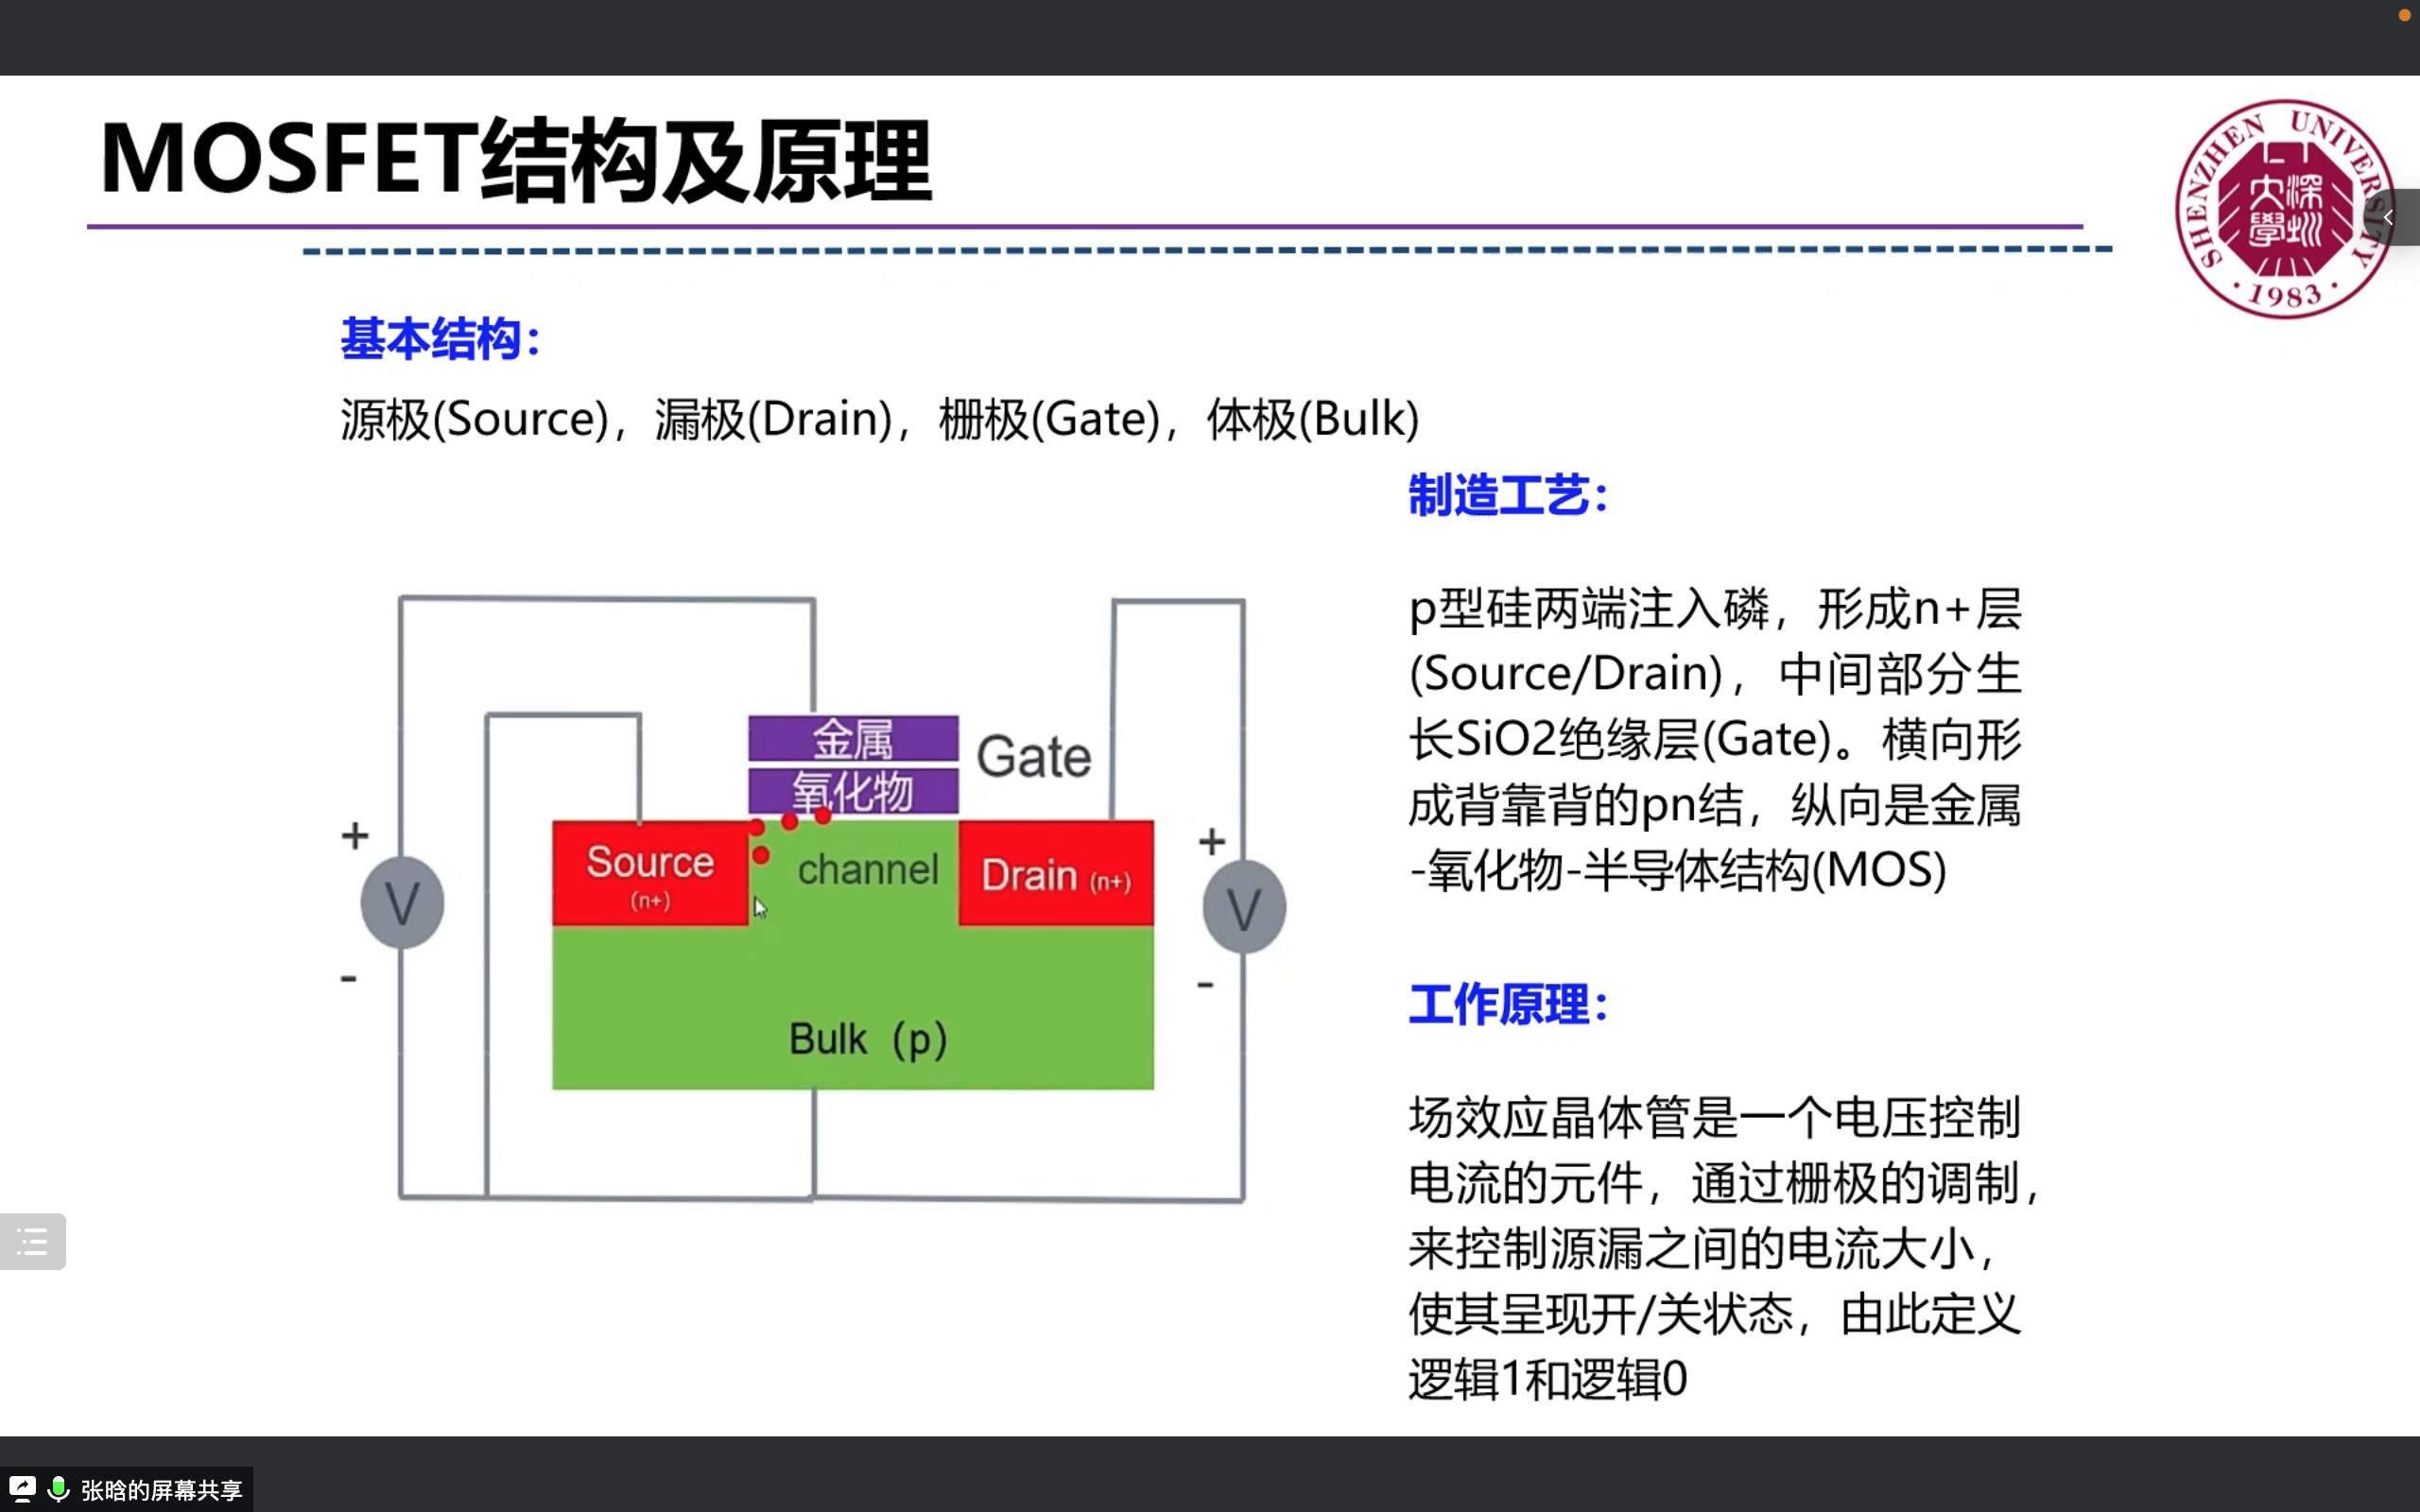 MOSFET结构及原理
SHENZHEN UNIVERSITY
深圳
大學
·1983·
基本结构：
源极(Source)，漏极(Drain)，栅极(Gate)，体极(Bulk)
制造工艺：
p型硅两端注入磷，形成n+层
(Source/Drain)，中间部分生
长SiO2绝缘层(Gate)。横向形
成背靠背的pn结，纵向是金属
-氧化物-半导体结构(MOS)
工作原理：
场效应晶体管是一个电压控制
电流的元件，通过栅极的调制，
来控制源漏之间的电流大小，
使其呈现开/关状态，由此定义
逻辑1和逻辑0
金属
Gate
氧化物
+
V
-
Source
(n+)
channel
Drain (n+)
+
V
-
Bulk（p）
张晗的屏幕共享